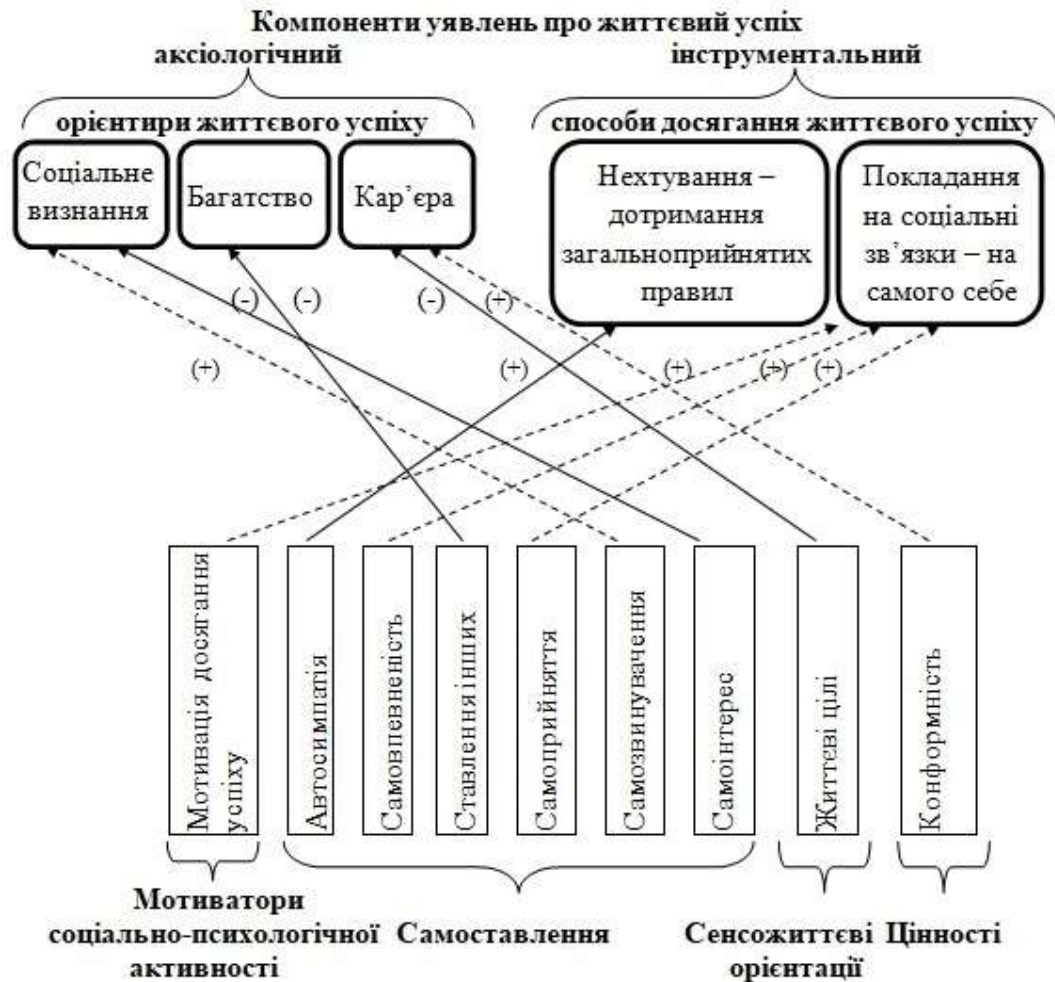 Компоненти уявлень про життєвий успіх
аксіологічний
інструментальний
орієнтири життєвого успіху
способи досягання життєвого успіху
Соціальне
визнання
Багатство
Кар’єра
Нехтування –
дотримання
загальноприйнятих
правил
Покладання
на соціальні
зв’язки – на
самого себе
(-)
(-)
(-)
(+)
(+)
(+)
(+)
(+)
(+)
Мотивація досягання
успіху
Автосимпатія
Самовпевненість
Ставлення інших
Самоприйняття
Самозвинувачення
Самоінтерес
Життєві цілі
Конформність
Мотиватори
соціально-психологічної
активності
Самоставлення
Сенсожиттєві
орієнтації
Цінності